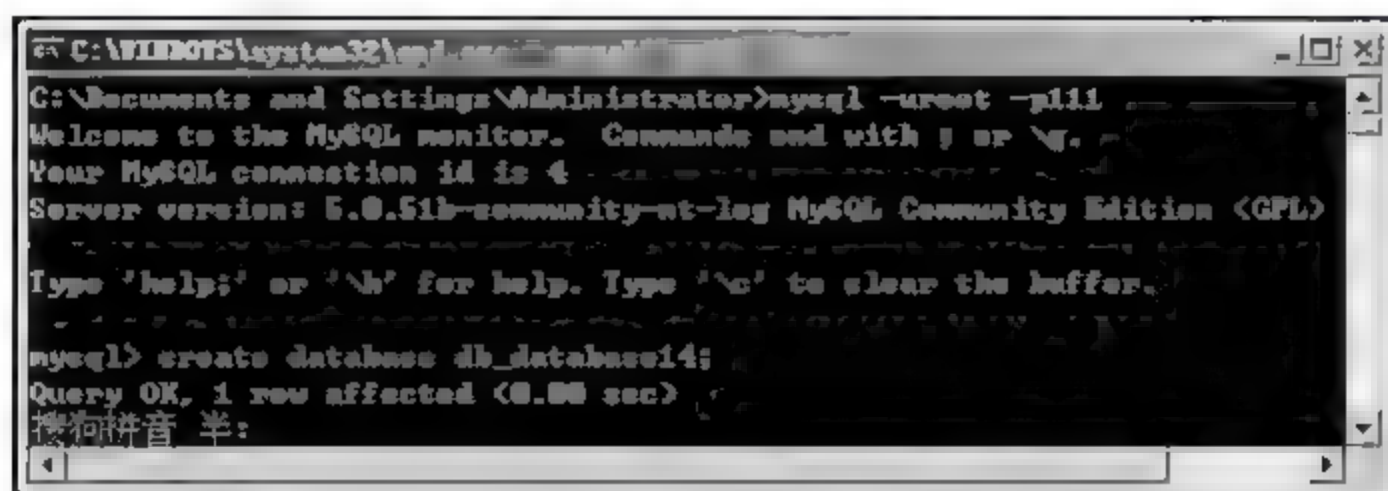 C:\WINDOWS\system32\cmd.exe - mysql
C:\Documents and Settings\Administrator>mysql -uroot -p111
Welcome to the MySQL monitor.  Commands end with ; or \g.
Your MySQL connection id is 4
Server version: 5.0.51b-community-nt-log MySQL Community Edition (GPL)
Type 'help;' or '\h' for help. Type '\c' to clear the buffer.
mysql> create database db_database14;
Query OK, 1 row affected (0.00 sec)
搜狗拼音 半: